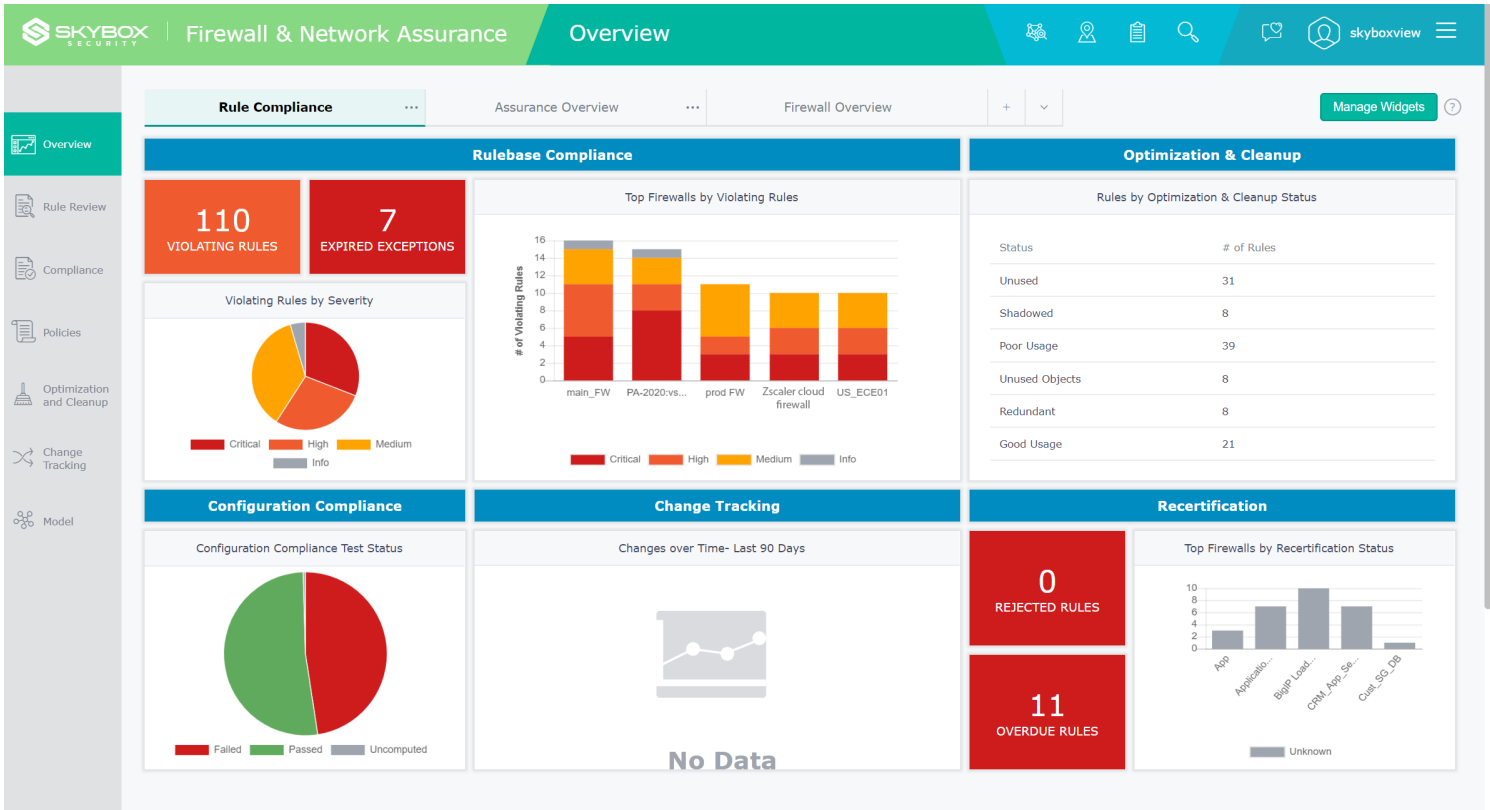 SKYBOX
SECURITY
Firewall & Network Assurance
Overview
skyboxview
Rule Compliance
Assurance Overview
Firewall Overview
+
Manage Widgets
?
Overview
Rule Review
Compliance
Policies
Optimization
and Cleanup
Change
Tracking
Model
Rulebase Compliance
110
VIOLATING RULES
7
EXPIRED EXCEPTIONS
Violating Rules by Severity
Critical High Medium
Info
Top Firewalls by Violating Rules
# of Violating Rules
16
14
12
10
8
6
4
2
0
main_FW PA-2020:vs... prod FW Zscaler cloud US_ECE01
firewall
Critical High Medium Info
Optimization & Cleanup
Rules by Optimization & Cleanup Status
Status # of Rules
Unused 31
Shadowed 8
Poor Usage 39
Unused Objects 8
Redundant 8
Good Usage 21
Configuration Compliance
Configuration Compliance Test Status
Failed Passed Uncomputed
Change Tracking
Changes over Time- Last 90 Days
No Data
Recertification
0
REJECTED RULES
11
OVERDUE RULES
Top Firewalls by Recertification Status
10
8
6
4
2
0
App
Applicatio...
BigIP Load...
CRM_App_Se...
Cust_SG_DB
Unknown